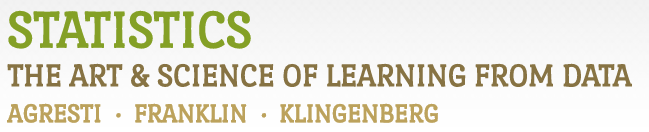 STATISTICS
THE ART & SCIENCE OF LEARNING FROM DATA
AGRESTI · FRANKLIN · KLINGENBERG